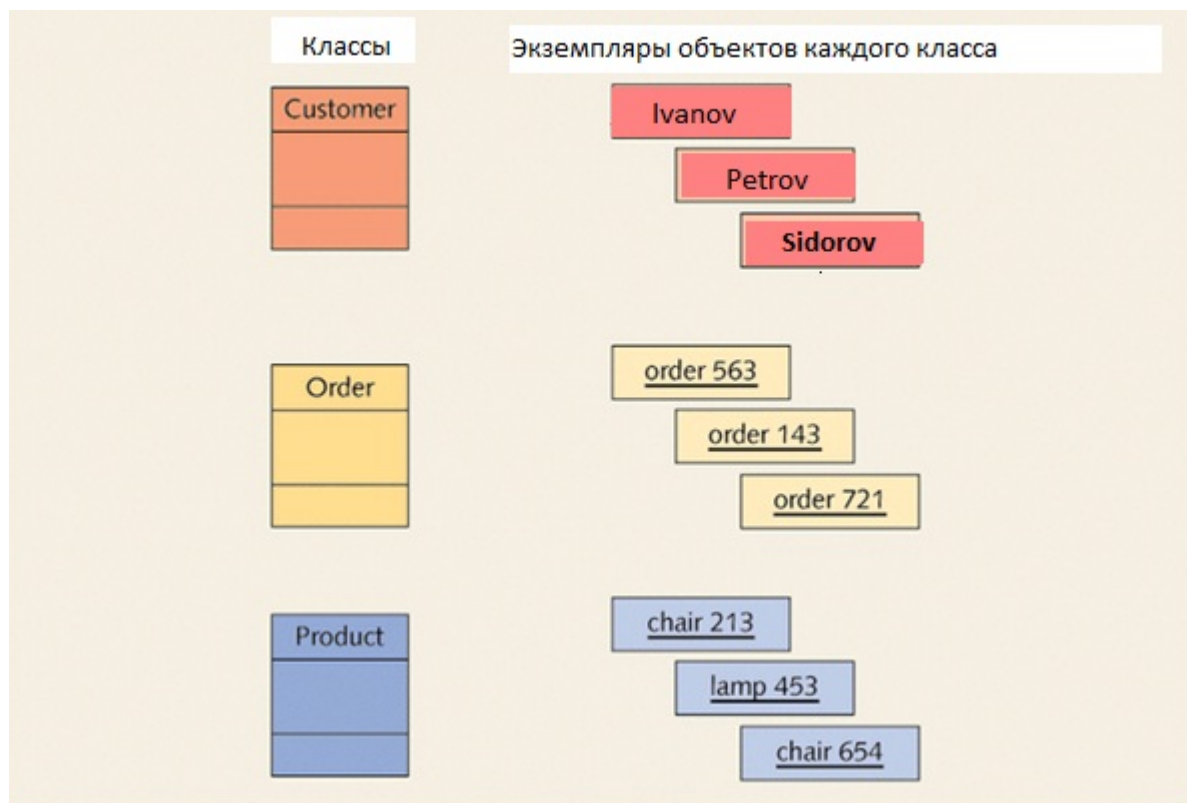 Классы
Экземпляры объектов каждого класса
Customer
Ivanov
Petrov
Sidorov
Order
order 563
order 143
order 721
Product
chair 213
lamp 453
chair 654